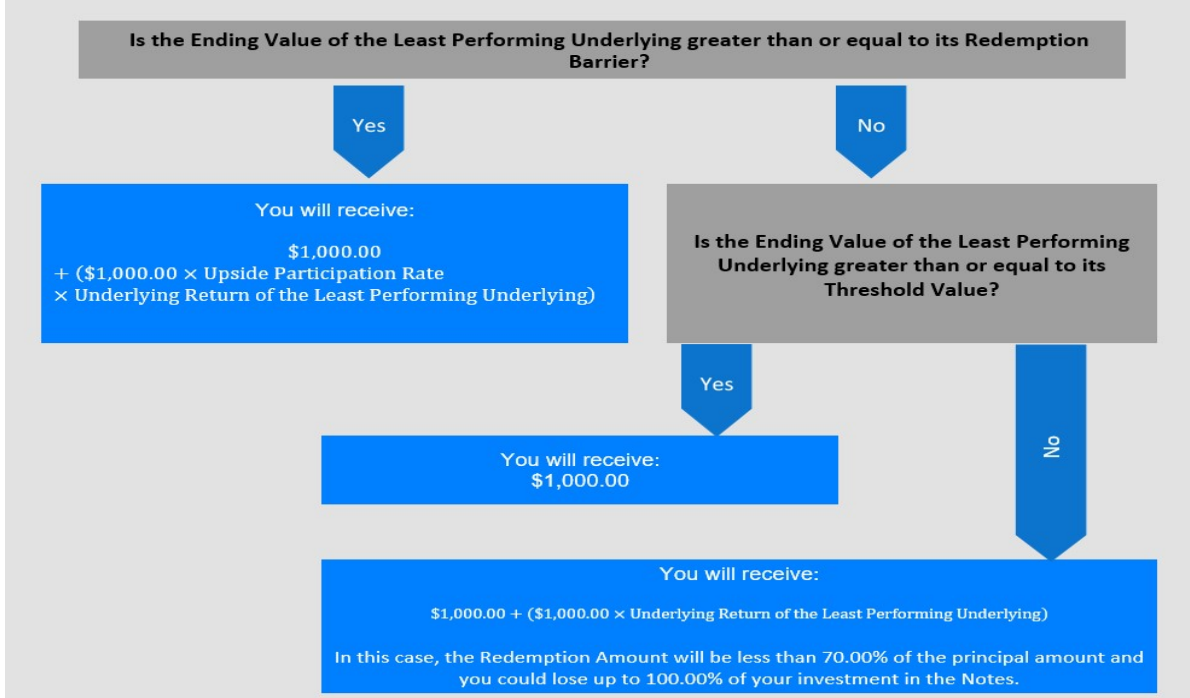 Is the Ending Value of the Least Performing Underlying greater than or equal to its Redemption
Barrier?
Yes
No
You will receive:
$1,000.00
+ ($1,000.00 × Upside Participation Rate
× Underlying Return of the Least Performing Underlying)
Is the Ending Value of the Least Performing
Underlying greater than or equal to its
Threshold Value?
Yes
No
You will receive:
$1,000.00
You will receive:
$1,000.00 + ($1,000.00 × Underlying Return of the Least Performing Underlying)
In this case, the Redemption Amount will be less than 70.00% of the principal amount and
you could lose up to 100.00% of your investment in the Notes.